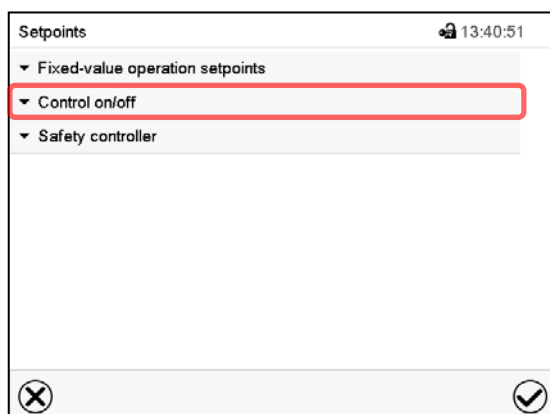 Setpoints 13:40:51
Fixed-value operation setpoints
Control on/off
Safety controller